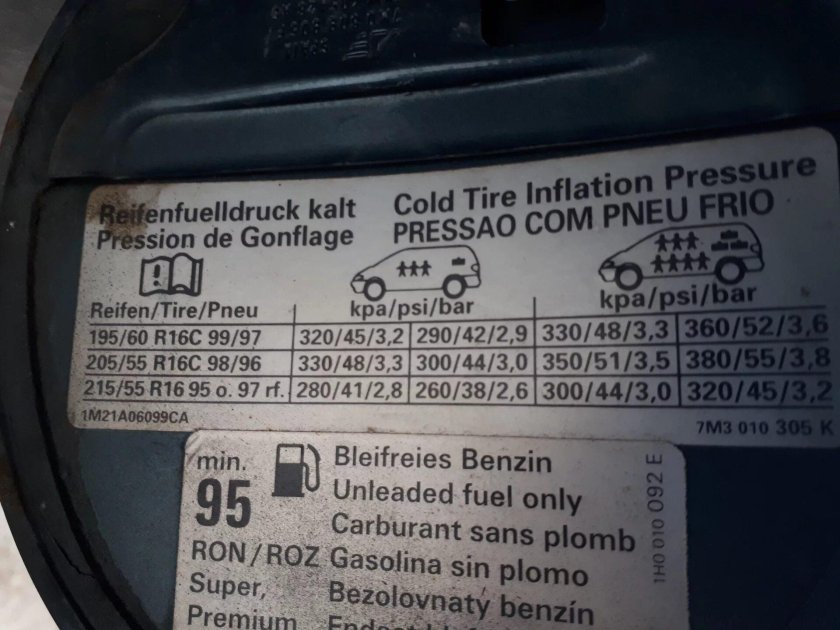 Reifenfuelldruck kalt
Cold Tire Inflation Pressure
Pression de Gonflage
PRESSAO COM PNEU FRIO
Reifen/Tire/Pneu kpa/psi/bar kpa/psi/bar
195/60 R16C 99/97 320/45/3,2 290/42/2,9 330/48/3,3 360/52/3,6
205/55 R16C 98/96 330/48/3,3 300/44/3,0 350/51/3,5 380/55/3,8
215/55 R16 95 o. 97 rf. 280/41/2,8 260/38/2,6 300/44/3,0 320/45/3,2
1M21A06099CA
7M3 010 305 K
min.
95
RON/ROZ
Super,
Premium
Bleifreies Benzin
Unleaded fuel only
Carburant sans plomb
Gasolina sin plomo
Bezolovnaty benzín
1H0 010 092 E